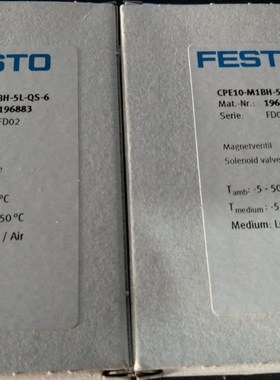 STO
BH-5L-QS-6
196883
FD02
e
°C
50 °C
/ Air
FESTO
CPE10-M1BH-5
Mat.-Nr.: 196
Serie: FD0
Magnetventil
Solenoid valve
Tamb: -5 - 50
Tmedium: -5
Medium: L